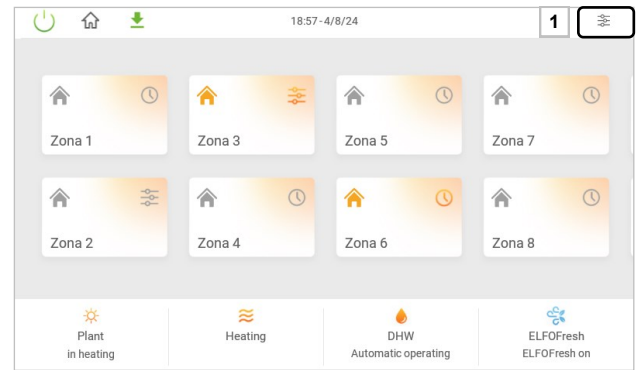 18:57-4/8/24
1
Zona 1
Zona 3
Zona 5
Zona 7
Zona 2
Zona 4
Zona 6
Zona 8
Plant
in heating
Heating
DHW
Automatic operating
ELFOFresh
ELFOFresh on